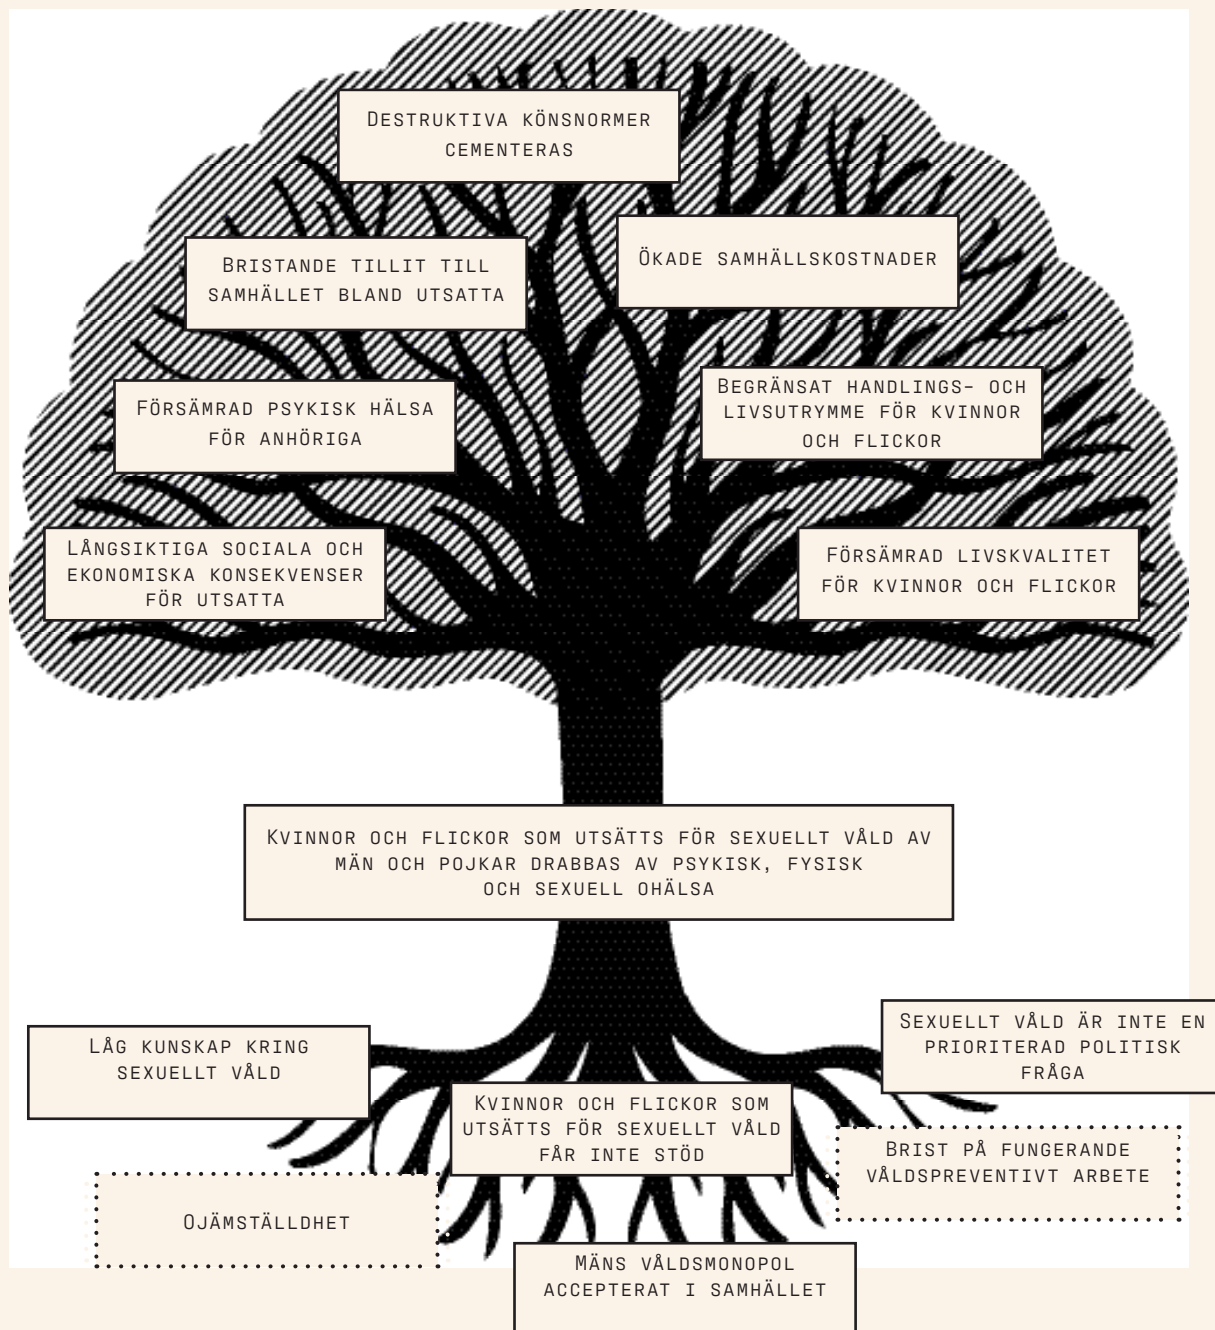 Destruktiva könsnormer
cementeras
Bristande tillit till
samhället bland utsatta
Ökade samhällskostnader
Försämrad psykisk hälsa
för anhöriga
Begränsat handlings- och
livsutrymme för kvinnor
och flickor
Långsiktiga sociala och
ekonomiska konsekvenser
för utsatta
Försämrad livskvalitet
för kvinnor och flickor
Kvinnor och flickor som utsätts för sexuellt våld av
män och pojkar drabbas av psykisk, fysisk
och sexuell ohälsa
Låg kunskap kring
sexuellt våld
Sexuellt våld är inte en
prioriterad politisk
fråga
Kvinnor och flickor som
utsätts för sexuellt våld
får inte stöd
Brist på fungerande
våldspreventivt arbete
Ojämställdhet
Mäns våldsmonopol
accepterat i samhället